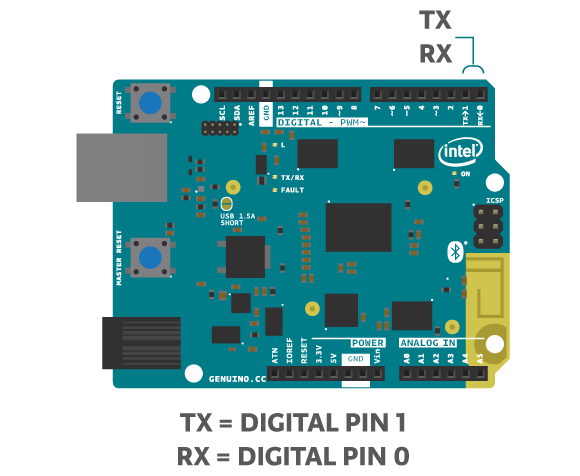 TX
RX
RESET
SCL
SDA
AREF
GND
13
12
11
10
~9
8
7
~6
~5
4
~3
2
TX→1
RX←0
DIGITAL - PWM~
L
TX/RX
FAULT
intel
ON
ICSP
USB 1.5A
SHORT
MASTER RESET
POWER
ANALOG IN
ATN
IOREF
RESET
3.3V
5V
GND
Vin
A0
A1
A2
A3
A4
A5
GENUINO.CC
TX = DIGITAL PIN 1
RX = DIGITAL PIN 0